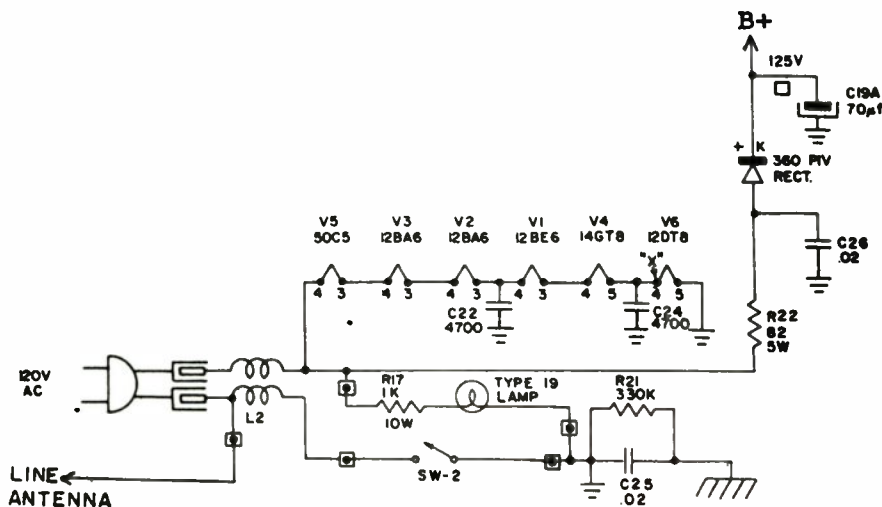 B+
125V
C19A
70µf
+ K
360 PIV
RECT.
V5
50C5
V3
12BA6
V2
12BA6
V1
12BE6
V4
14GT8
V6
12DT8
"X"
C26
.02
4 3 4 3 4 3 4 3 4 5 4 5
C22
4700
C24
4700
R22
82
5W
120V
AC
L2
R17
1K
10W
TYPE 19
LAMP
R21
330K
SW-2
C25
.02
LINE
ANTENNA